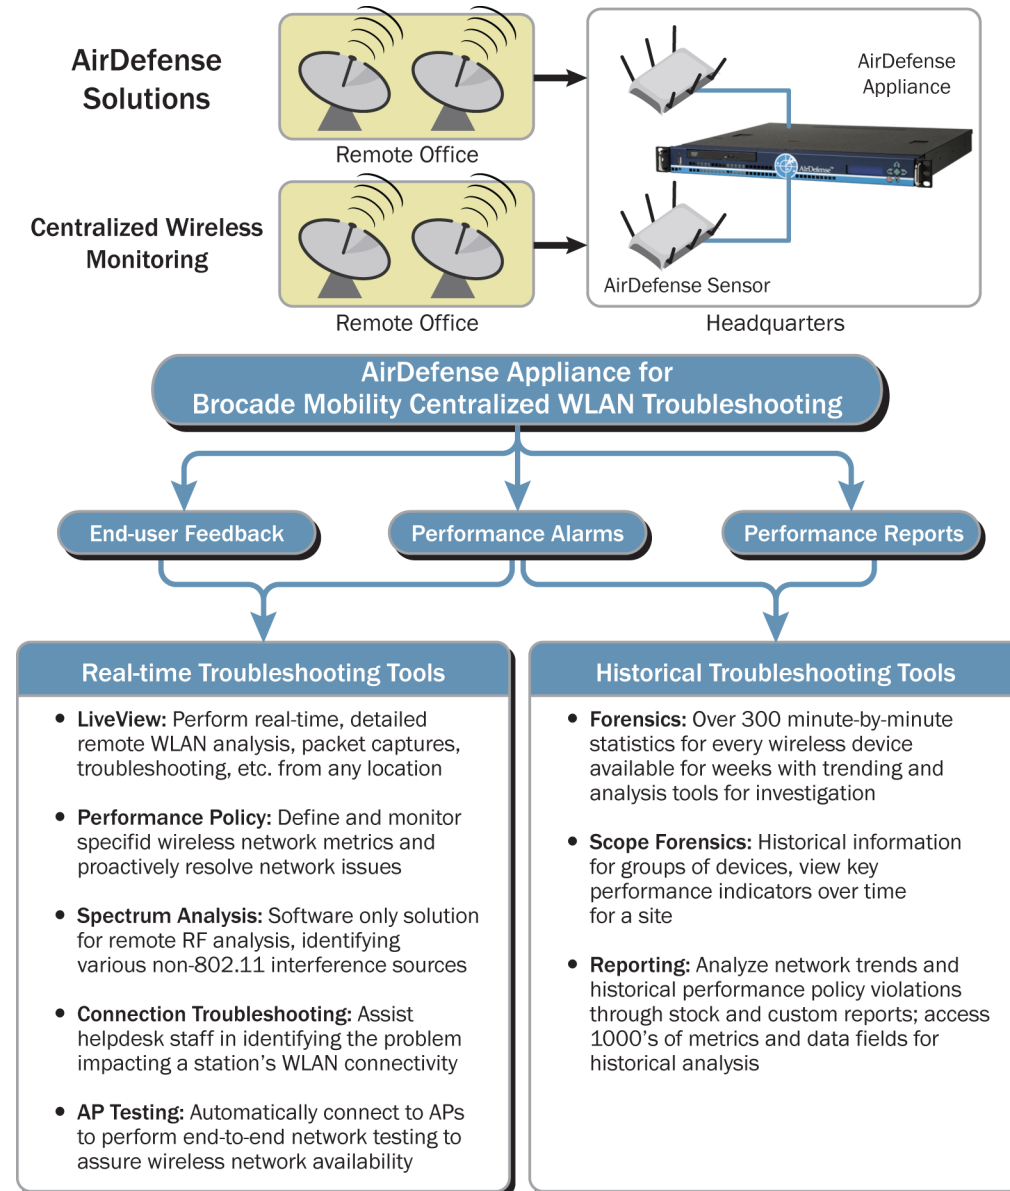 AirDefense
Solutions
AirDefense
Appliance
Remote Office
AirDefense™
Centralized Wireless
Monitoring
AirDefense Sensor
Remote Office
Headquarters
AirDefense Appliance for
Brocade Mobility Centralized WLAN Troubleshooting
End-user Feedback
Performance Alarms
Performance Reports
Real-time Troubleshooting Tools
• LiveView: Perform real-time, detailed
remote WLAN analysis, packet captures,
troubleshooting, etc. from any location
• Performance Policy: Define and monitor
specifid wireless network metrics and
proactively resolve network issues
• Spectrum Analysis: Software only solution
for remote RF analysis, identifying
various non-802.11 interference sources
• Connection Troubleshooting: Assist
helpdesk staff in identifying the problem
impacting a station’s WLAN connectivity
• AP Testing: Automatically connect to APs
to perform end-to-end network testing to
assure wireless network availability
Historical Troubleshooting Tools
• Forensics: Over 300 minute-by-minute
statistics for every wireless device
available for weeks with trending and
analysis tools for investigation
• Scope Forensics: Historical information
for groups of devices, view key
performance indicators over time
for a site
• Reporting: Analyze network trends and
historical performance policy violations
through stock and custom reports; access
1000’s of metrics and data fields for
historical analysis